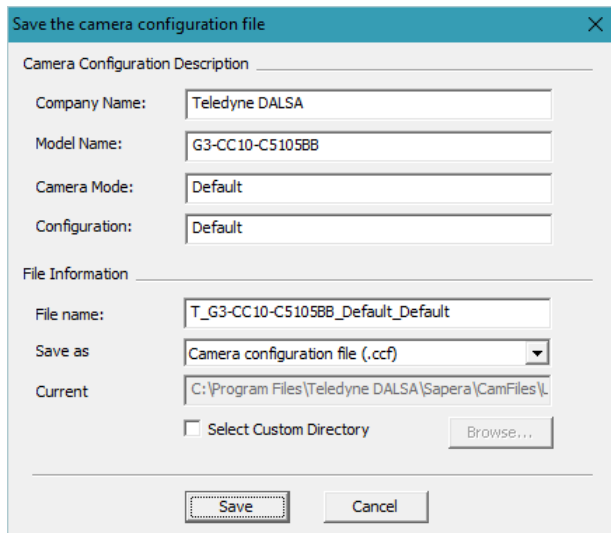 Save the camera configuration file
Camera Configuration Description
Company Name: Teledyne DALSA
Model Name: G3-CC10-C5105BB
Camera Mode: Default
Configuration: Default
File Information
File name: T_G3-CC10-C5105BB_Default_Default
Save as Camera configuration file (.ccf)
Current C:\Program Files\Teledyne DALSA\Sapera\CamFiles\
Select Custom Directory Browse...
Save Cancel